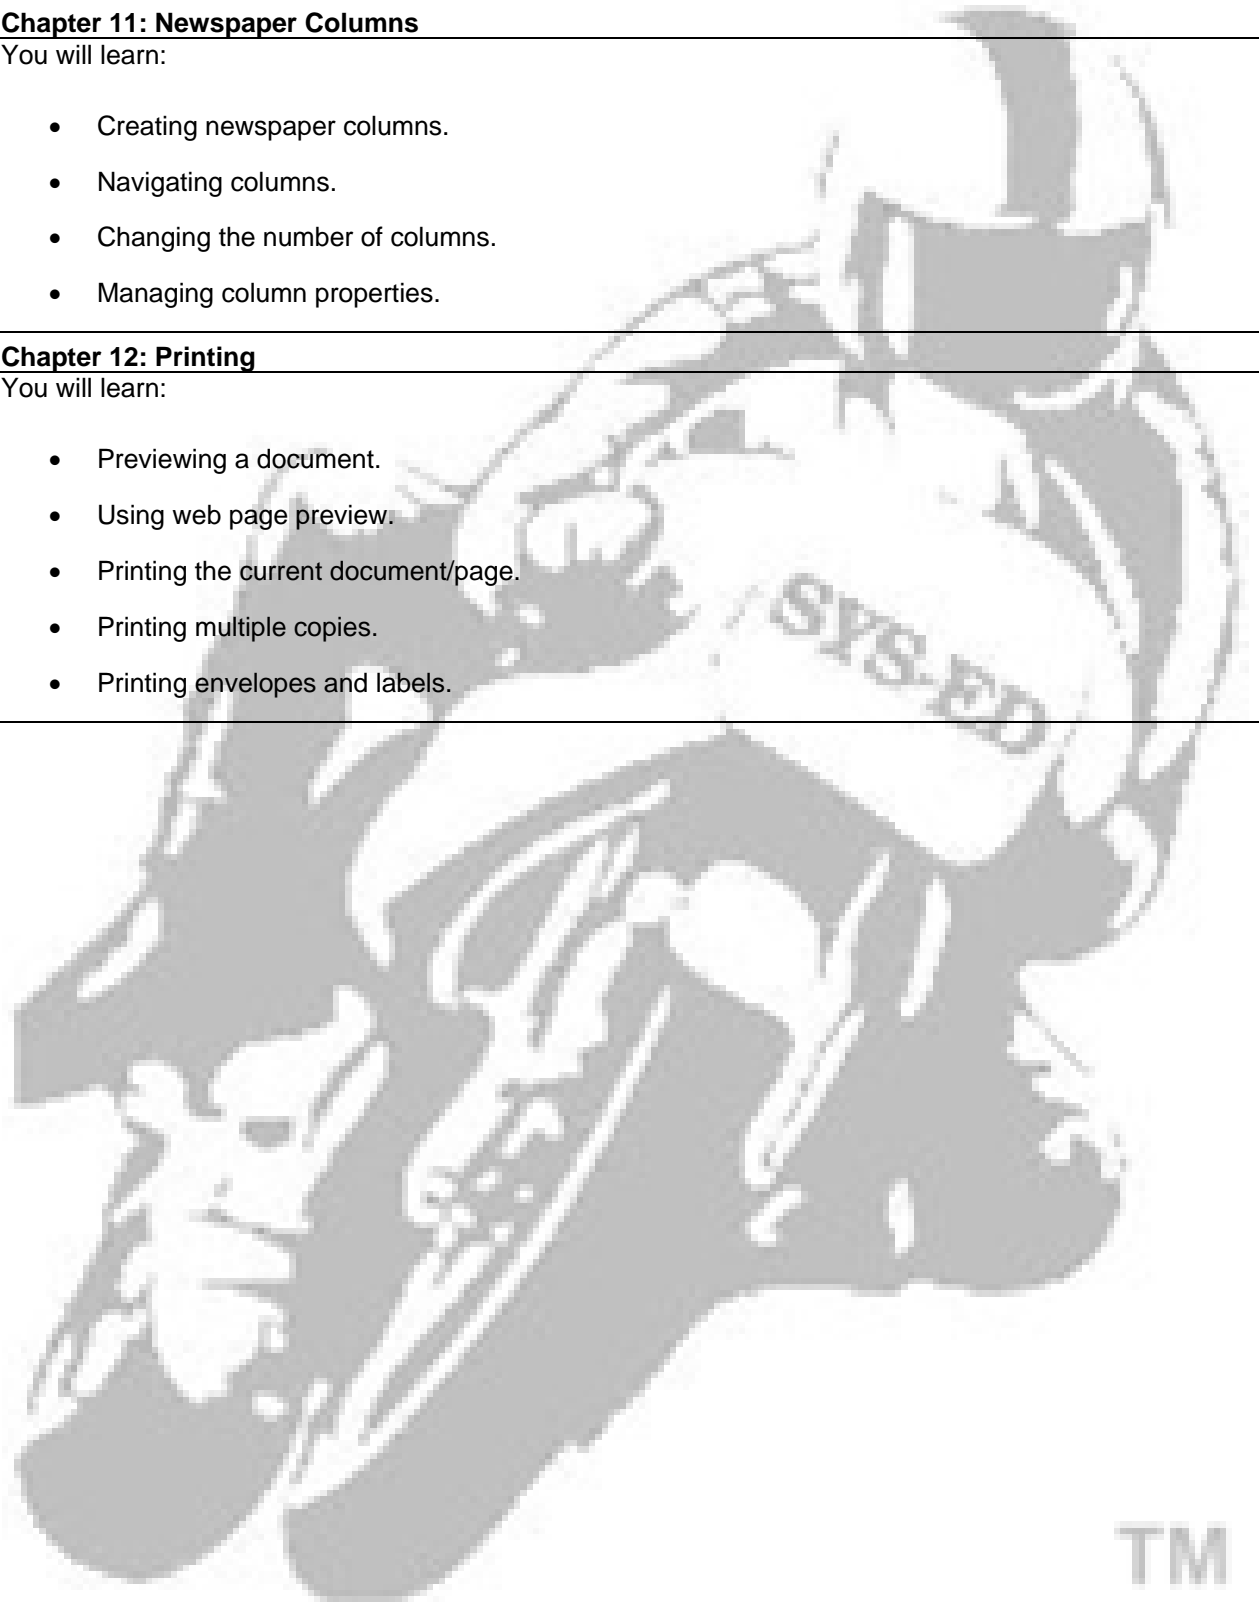 Chapter 11: Newspaper Columns
You will learn:
• Creating newspaper columns.
• Navigating columns.
• Changing the number of columns.
• Managing column properties.
Chapter 12: Printing
You will learn:
• Previewing a document.
• Using web page preview.
• Printing the current document/page.
• Printing multiple copies.
• Printing envelopes and labels.
SYS-ED
TM